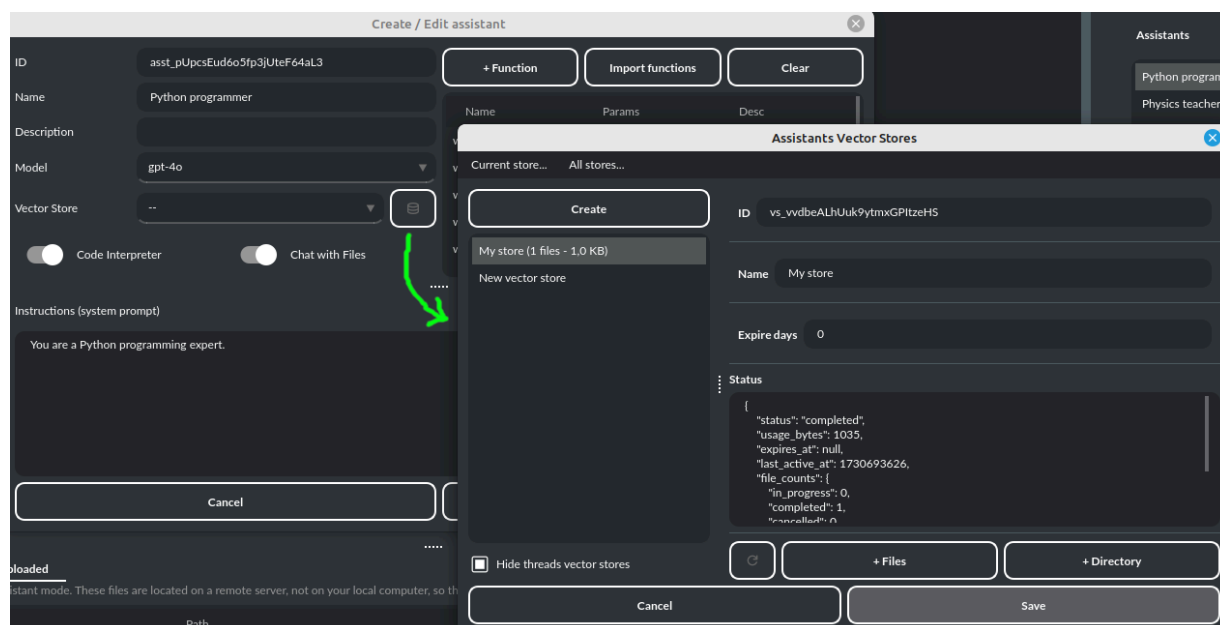 Create / Edit assistant
ID
asst_pUpcsEud6o5fp3jUteF64aL3
Name
Python programmer
Description
Model
gpt-4o
Vector Store
--
Code Interpreter
Chat with Files
Instructions (system prompt)
You are a Python programming expert.
Cancel
+ Function
Import functions
Clear
Name
Params
Desc
Assistants
Python program
Physics teacher
Assistants Vector Stores
Current store...
All stores...
Create
My store (1 files - 1,0 KB)
New vector store
Hide threads vector stores
ID
vs_vvdbeALhUuk9ytmxGPItzeHS
Name
My store
Expire days
0
Status
{
"status": "completed",
"usage_bytes": 1035,
"expires_at": null,
"last_active_at": 1730693626,
"file_counts": {
"in_progress": 0,
"completed": 1,
"cancelled": 0
+ Files
+ Directory
Cancel
Save
ploaded
istant mode. These files are located on a remote server, not on your local computer, so th
Path